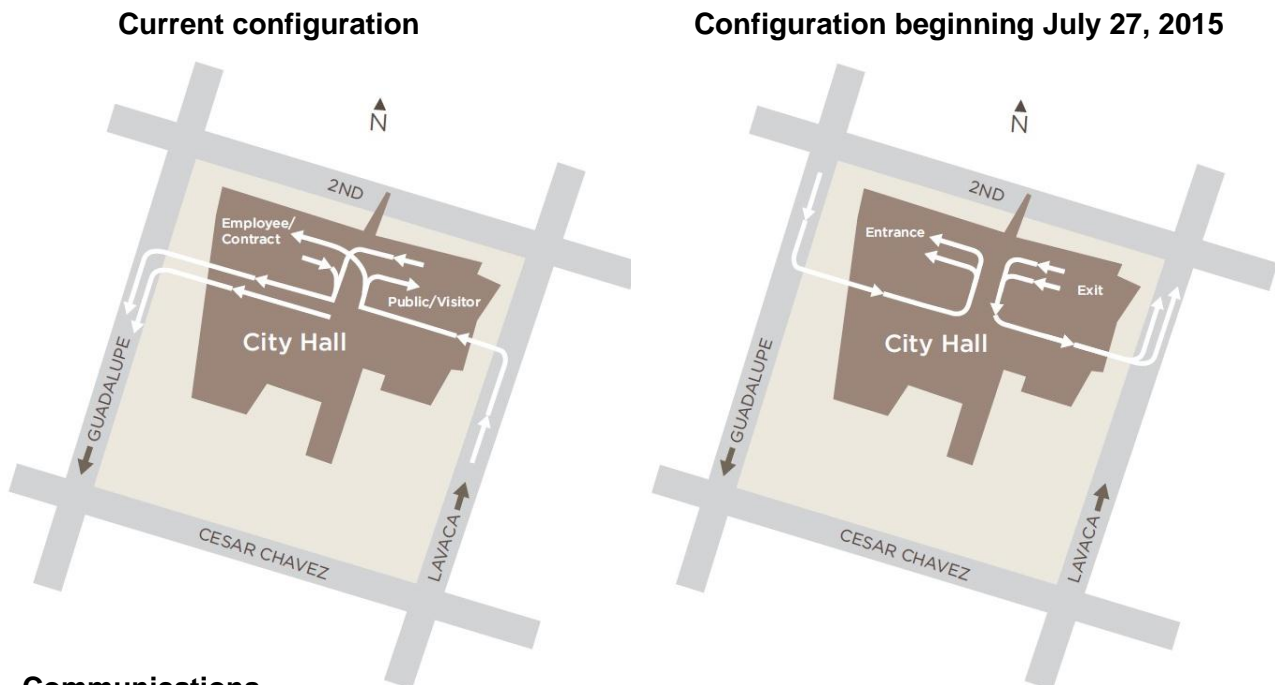 Current configuration
Configuration beginning July 27, 2015
N
2ND
Employee/
Contract
Public/Visitor
City Hall
GUADALUPE
LAVACA
CESAR CHAVEZ
N
2ND
Entrance
Exit
City Hall
GUADALUPE
LAVACA
CESAR CHAVEZ
Communications